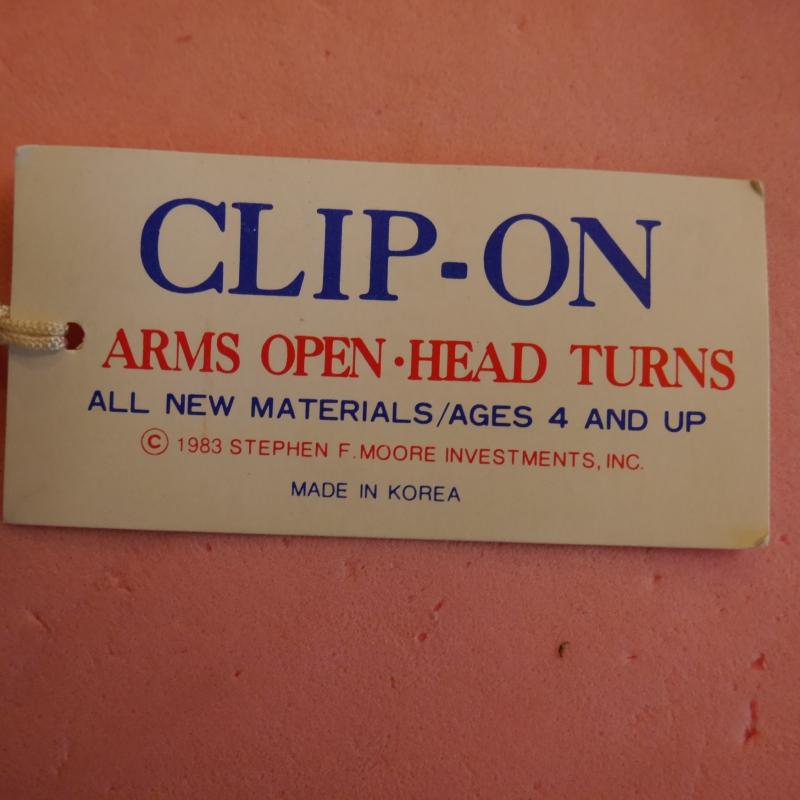 CLIP-ON
ARMS OPEN·HEAD TURNS
ALL NEW MATERIALS/AGES 4 AND UP
© 1983 STEPHEN F. MOORE INVESTMENTS, INC.
MADE IN KOREA